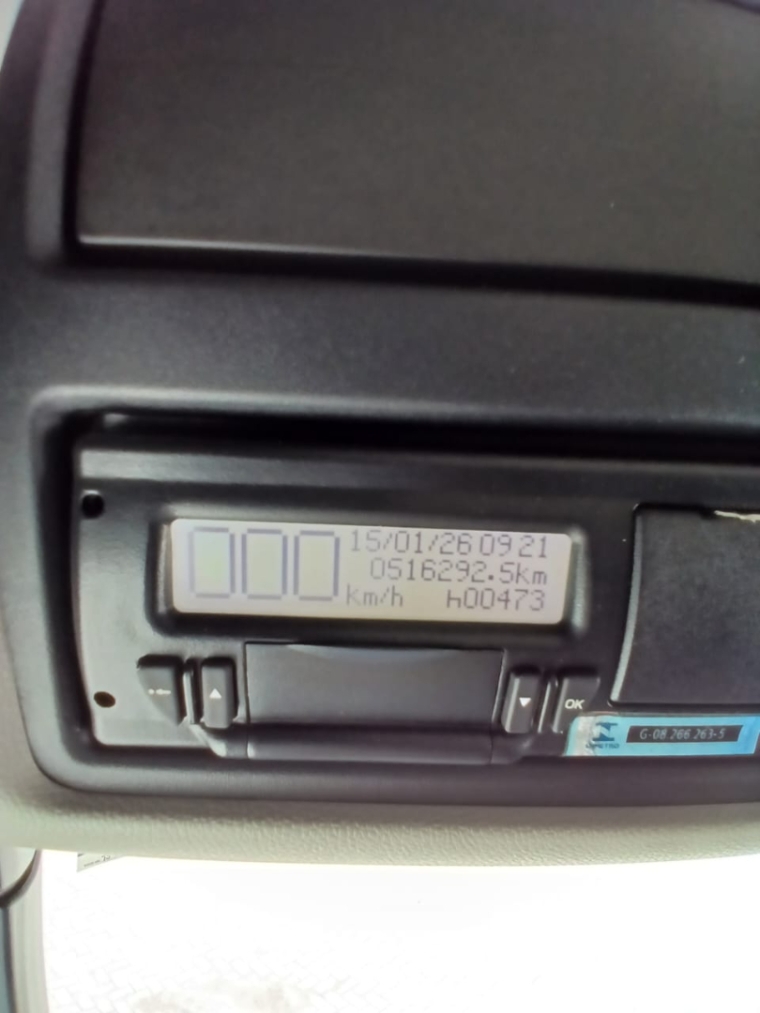 000
15/01/26 09 21
0516292.5km
km/h h00473
OK
G-08 266 263-5